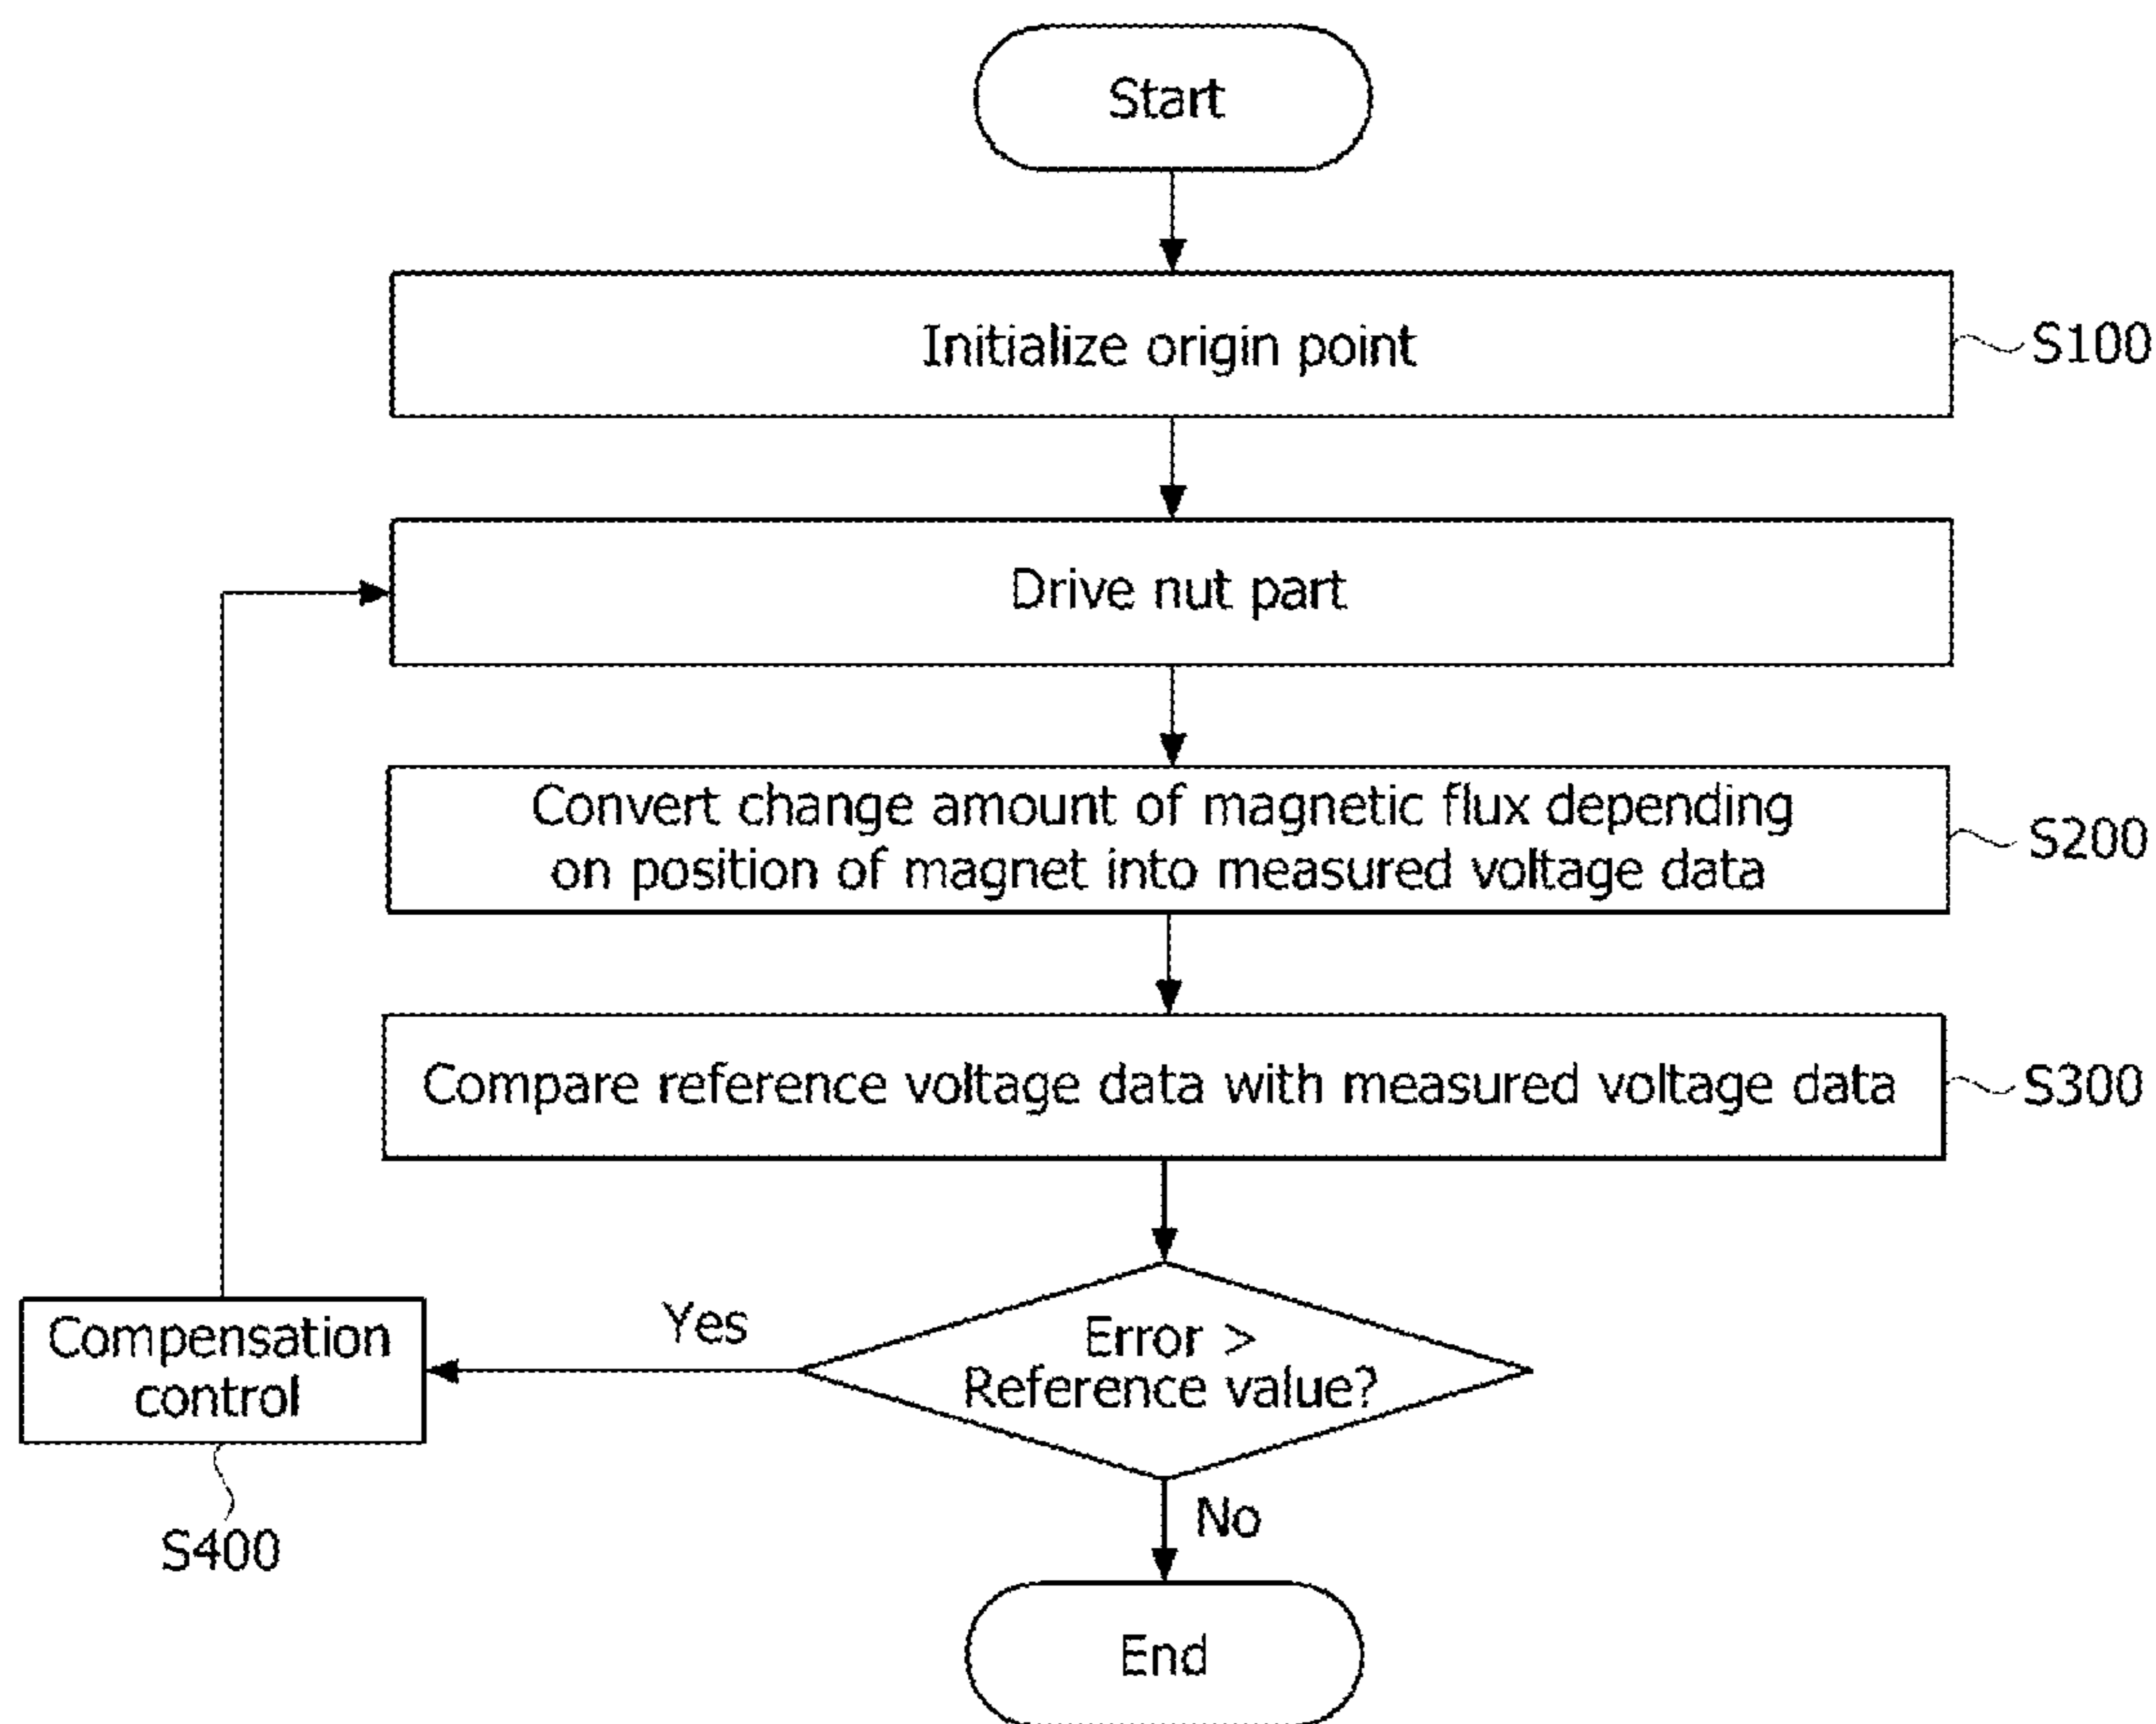 Start
Initialize origin point
S100
Drive nut part
Convert change amount of magnetic flux depending
on position of magnet into measured voltage data
S200
Compare reference voltage data with measured voltage data
S300
Error >
Reference value?
Yes
Compensation
control
S400
No
End